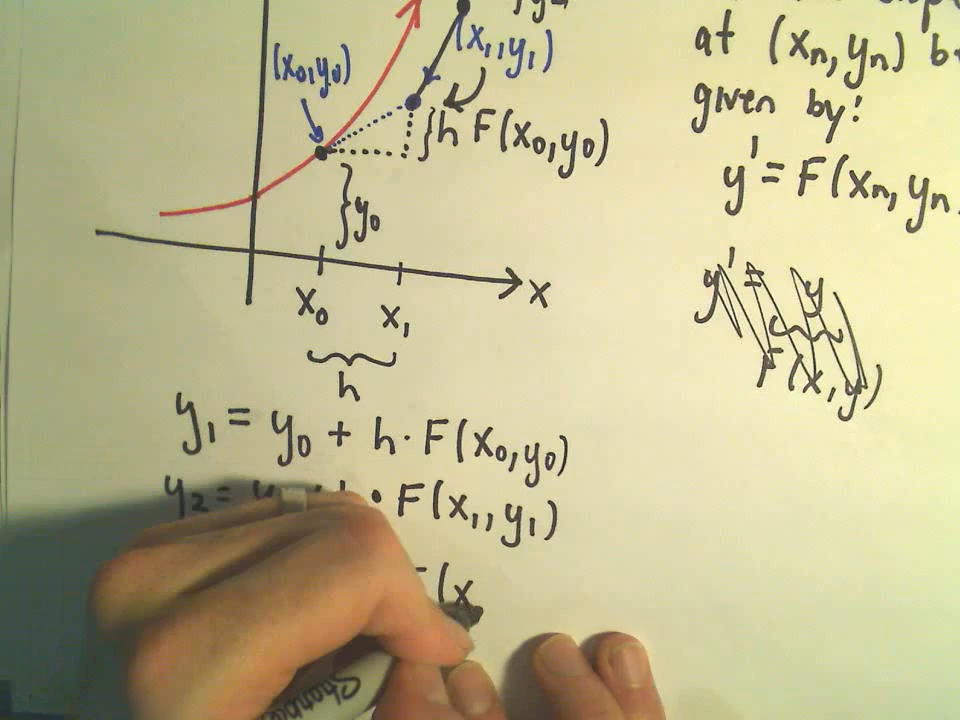 (x₁, y₁)
(x₀, y₀)
h F(x₀, y₀)
y₀
x₀ x₁ x
h
y₁ = y₀ + h · F(x₀, y₀)
y₂ = · F(x₁, y₁)
(x
at (xₙ, yₙ)
given by:
y' = F(xₙ, yₙ
y' = y
F(x, y)
Sharpie